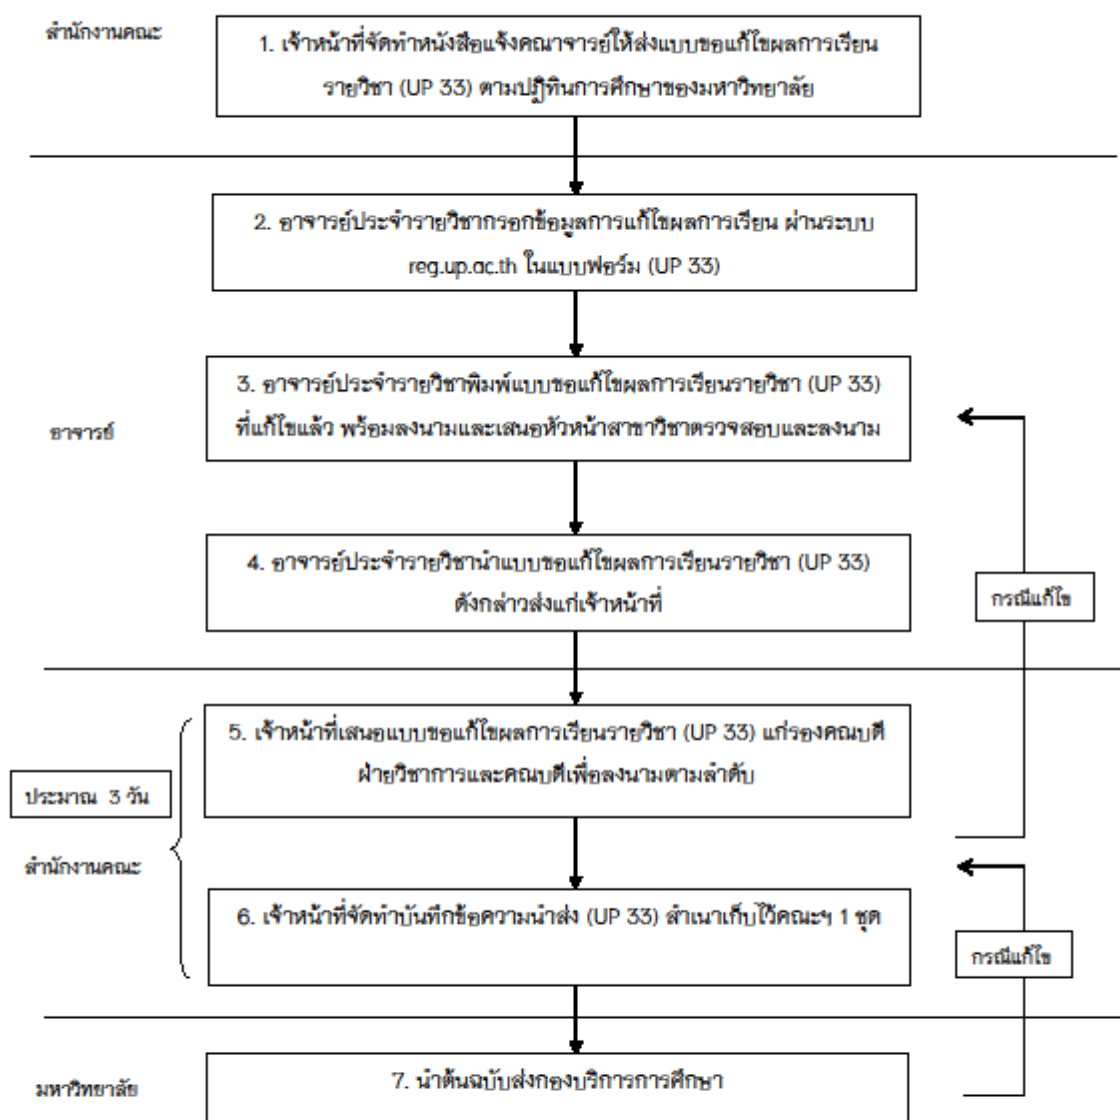 สำนักงานคณะ
1. เจ้าหน้าที่จัดทำหนังสือแจ้งคณาจารย์ให้ส่งแบบขอแก้ไขผลการเรียน
รายวิชา (UP 33) ตามปฏิทินการศึกษาของมหาวิทยาลัย
2. อาจารย์ประจำรายวิชากรอกข้อมูลการแก้ไขผลการเรียน ผ่านระบบ
reg.up.ac.th ในแบบฟอร์ม (UP 33)
3. อาจารย์ประจำรายวิชาพิมพ์แบบขอแก้ไขผลการเรียนรายวิชา (UP 33)
ที่แก้ไขแล้ว พร้อมลงนามและเสนอหัวหน้าสาขาวิชาตรวจสอบและลงนาม
อาจารย์
4. อาจารย์ประจำรายวิชานำแบบขอแก้ไขผลการเรียนรายวิชา (UP 33)
ดังกล่าวส่งแก่เจ้าหน้าที่
กรณีแก้ไข
5. เจ้าหน้าที่เสนอแบบขอแก้ไขผลการเรียนรายวิชา (UP 33) แก่รองคณบดี
ฝ่ายวิชาการและคณบดีเพื่อลงนามตามลำดับ
ประมาณ 3 วัน
สำนักงานคณะ
6. เจ้าหน้าที่จัดทำบันทึกข้อความนำส่ง (UP 33) สำเนาเก็บไว้คณะฯ 1 ชุด
กรณีแก้ไข
7. นำต้นฉบับส่งกองบริการการศึกษา
มหาวิทยาลัย